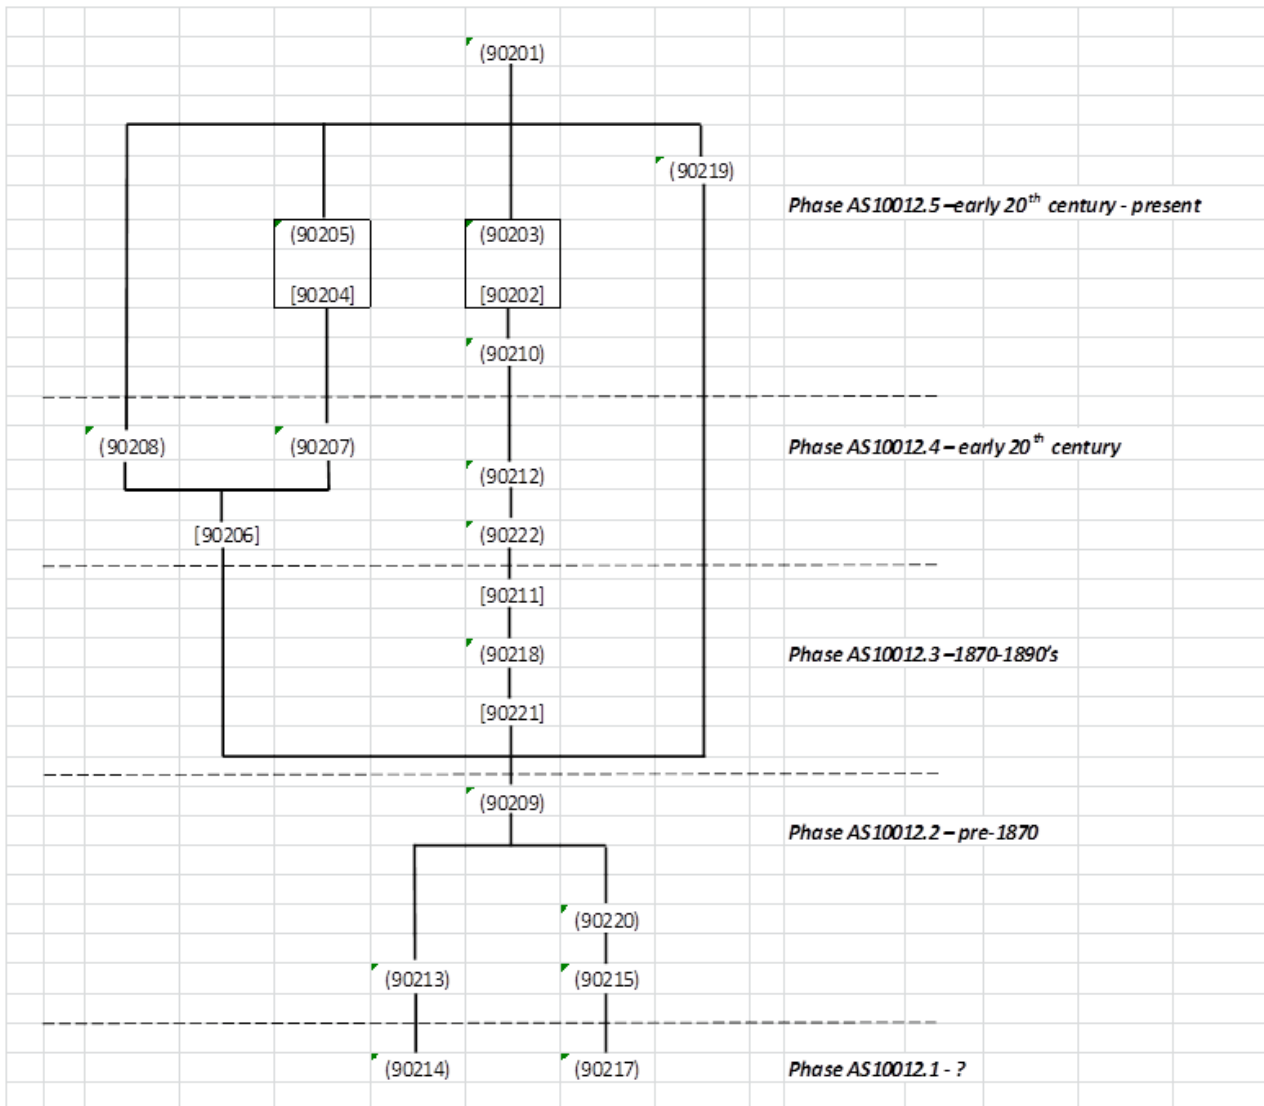 (90201)
(90219)
Phase AS10012.5 –early 20th century - present
(90205) (90203)
[90204] [90202]
(90210)
(90208) (90207) Phase AS10012.4 – early 20th century
(90212)
[90206] (90222)
[90211]
(90218) Phase AS10012.3 –1870-1890's
[90221]
(90209)
Phase AS10012.2 – pre-1870
(90220)
(90213) (90215)
(90214) (90217) Phase AS10012.1 - ?